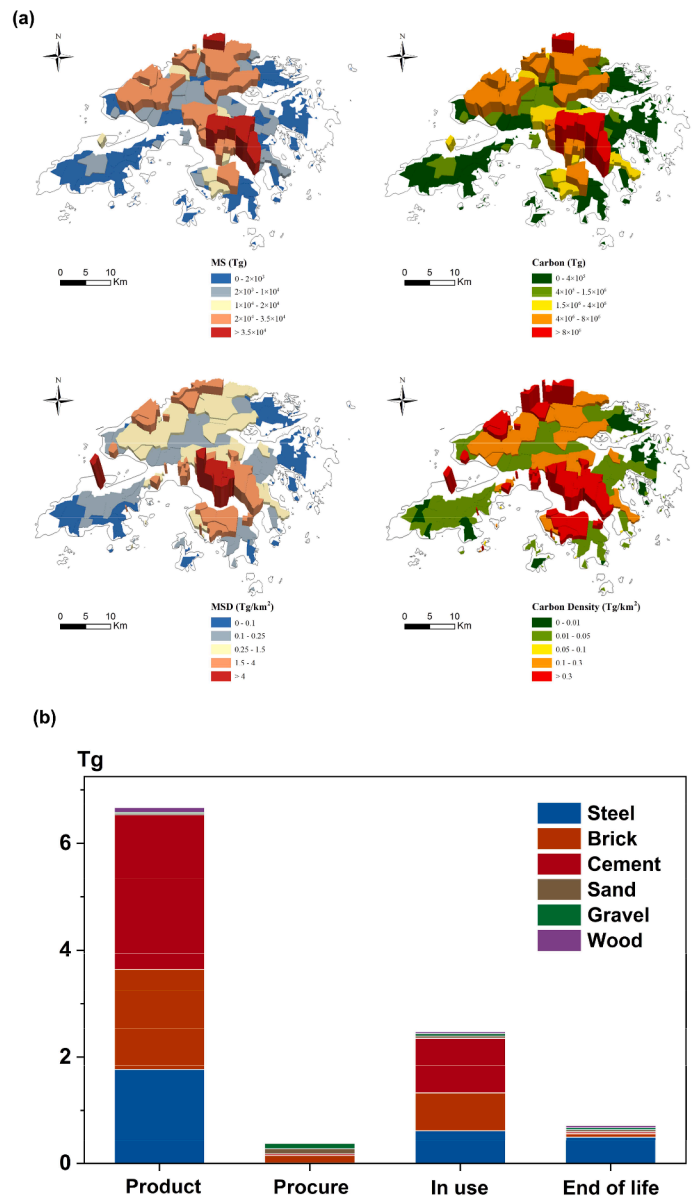 (a)
N
N
0 5 10
Km
MS (Tg)
0 - 2×10³
2×10³ - 1×10⁴
1×10⁴ - 2×10⁴
2×10⁴ - 3.5×10⁴
> 3.5×10⁴
0 5 10
Km
Carbon (Tg)
0 - 4×10⁵
4×10⁵ - 1.5×10⁶
1.5×10⁶ - 4×10⁶
4×10⁶ - 8×10⁶
> 8×10⁶
N
N
0 5 10
Km
MSD (Tg/km²)
0 - 0.1
0.1 - 0.25
0.25 - 1.5
1.5 - 4
> 4
0 5 10
Km
Carbon Density (Tg/km²)
0 - 0.01
0.01 - 0.05
0.05 - 0.1
0.1 - 0.3
> 0.3
(b)
Tg
6
4
2
0
Steel
Brick
Cement
Sand
Gravel
Wood
Product
Procure
In use
End of life